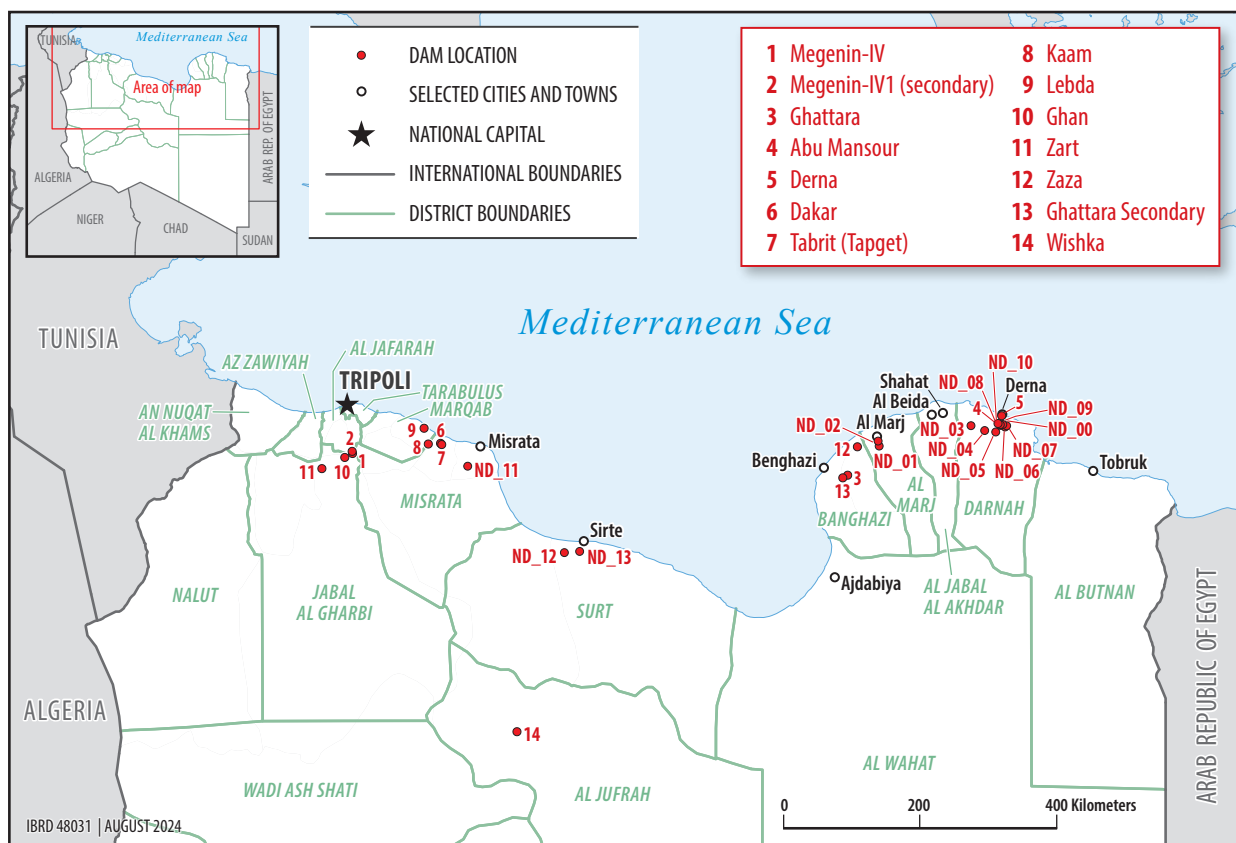 TUNISIA
Mediterranean Sea
Area of map
ALGERIA
NIGER
CHAD
SUDAN
ARAB REP. OF EGYPT
DAM LOCATION
SELECTED CITIES AND TOWNS
NATIONAL CAPITAL
INTERNATIONAL BOUNDARIES
DISTRICT BOUNDARIES
1 Megenin-IV
2 Megenin-IV1 (secondary)
3 Ghattara
4 Abu Mansour
5 Derna
6 Dakar
7 Tabrit (Tapget)
8 Kaam
9 Lebda
10 Ghan
11 Zart
12 Zaza
13 Ghattara Secondary
14 Wishka
Mediterranean Sea
TUNISIA
AL JAFARAH
AZ ZAWIYAH
TRIPOLI
TARABULUS
MARQAB
AN NUQAT
AL KHAMS
9
6
8
7
2
1
10
11
Misrata
ND_11
MISRATA
Sirte
ND_12
ND_13
NALUT
JABAL
AL GHARBI
SURT
ND_10
ND_08
Derna
Shahat
Al Beida
4
5
ND_09
ND_03
ND_00
ND_02
Al Marj
ND_04
ND_07
12
ND_01
ND_05
ND_06
Benghazi
Tobruk
3
13
AL
MARJ
DARNAH
BANGHAZI
Ajdabiya
AL JABAL
AL AKHDAR
AL BUTNAN
ALGERIA
14
AL WAHAT
WADI ASH SHATI
AL JUFRAH
ARAB REPUBLIC OF EGYPT
0
200
400 Kilometers
IBRD 48031 | AUGUST 2024